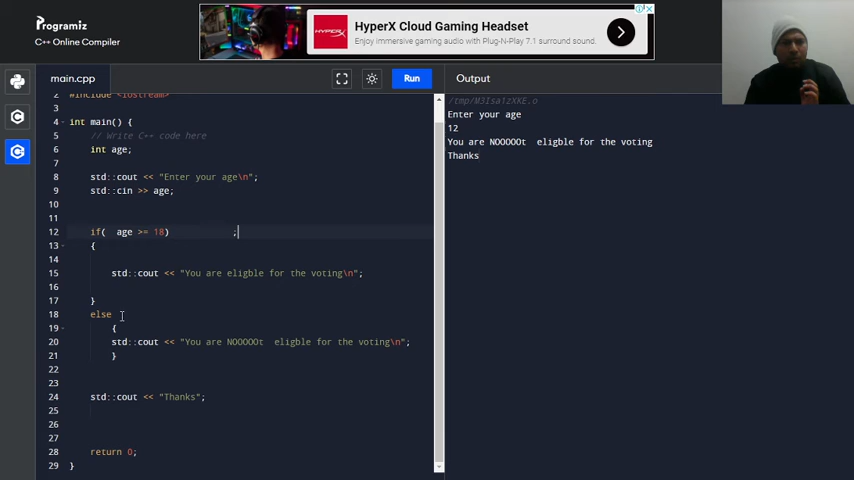 Programiz
C++ Online Compiler
HyperX Cloud Gaming Headset
Enjoy immersive gaming audio with Plug-N-Play 7.1 surround sound.
HYPERX
main.cpp
Run
Output
2 #include <iostream>
3
4 int main() {
5 // Write C++ code here
6 int age;
7
8 std::cout << "Enter your age\n";
9 std::cin >> age;
10
11
12 if(  age >= 18)             ;
13 {
14
15 std::cout << "You are eligble for the voting\n";
16
17 }
18 else
19 {
20 std::cout << "You are NOOOOOt  eligble for the voting\n";
21 }
22
23
24 std::cout << "Thanks";
25
26
27
28 return 0;
29 }
/tmp/M3Isa1zXKE.o
Enter your age
12
You are NOOOOOt  eligble for the voting
Thanks